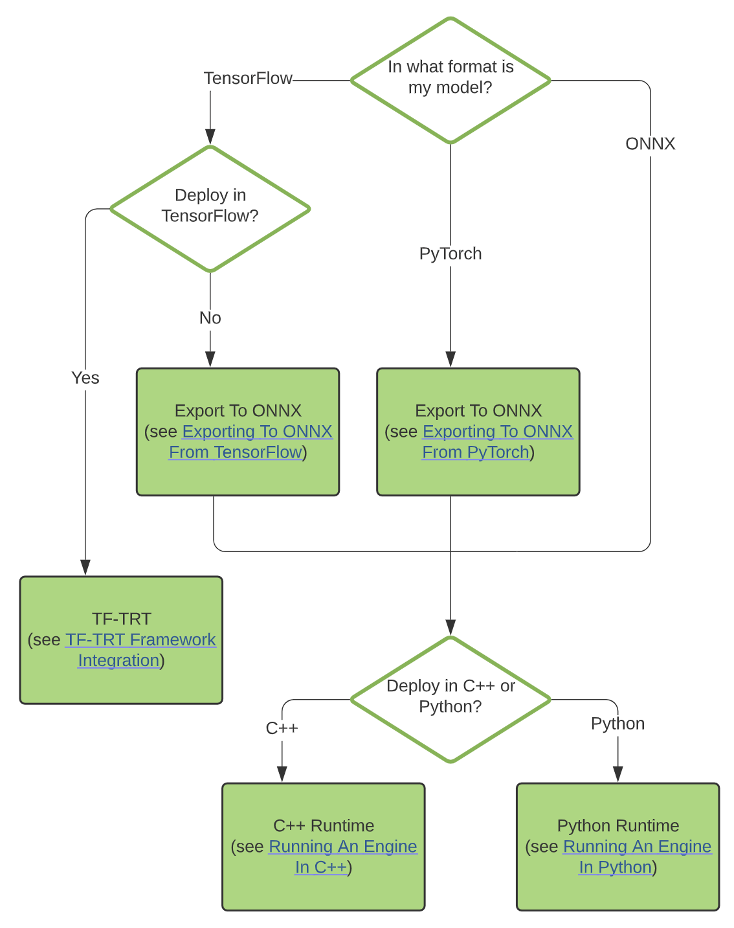 In what format is
my model?
TensorFlow
ONNX
Deploy in
TensorFlow?
PyTorch
No
Yes
Export To ONNX
(see Exporting To ONNX
From TensorFlow)
Export To ONNX
(see Exporting To ONNX
From PyTorch)
TF-TRT
(see TF-TRT Framework
Integration)
Deploy in C++ or
Python?
C++
Python
C++ Runtime
(see Running An Engine
In C++)
Python Runtime
(see Running An Engine
In Python)